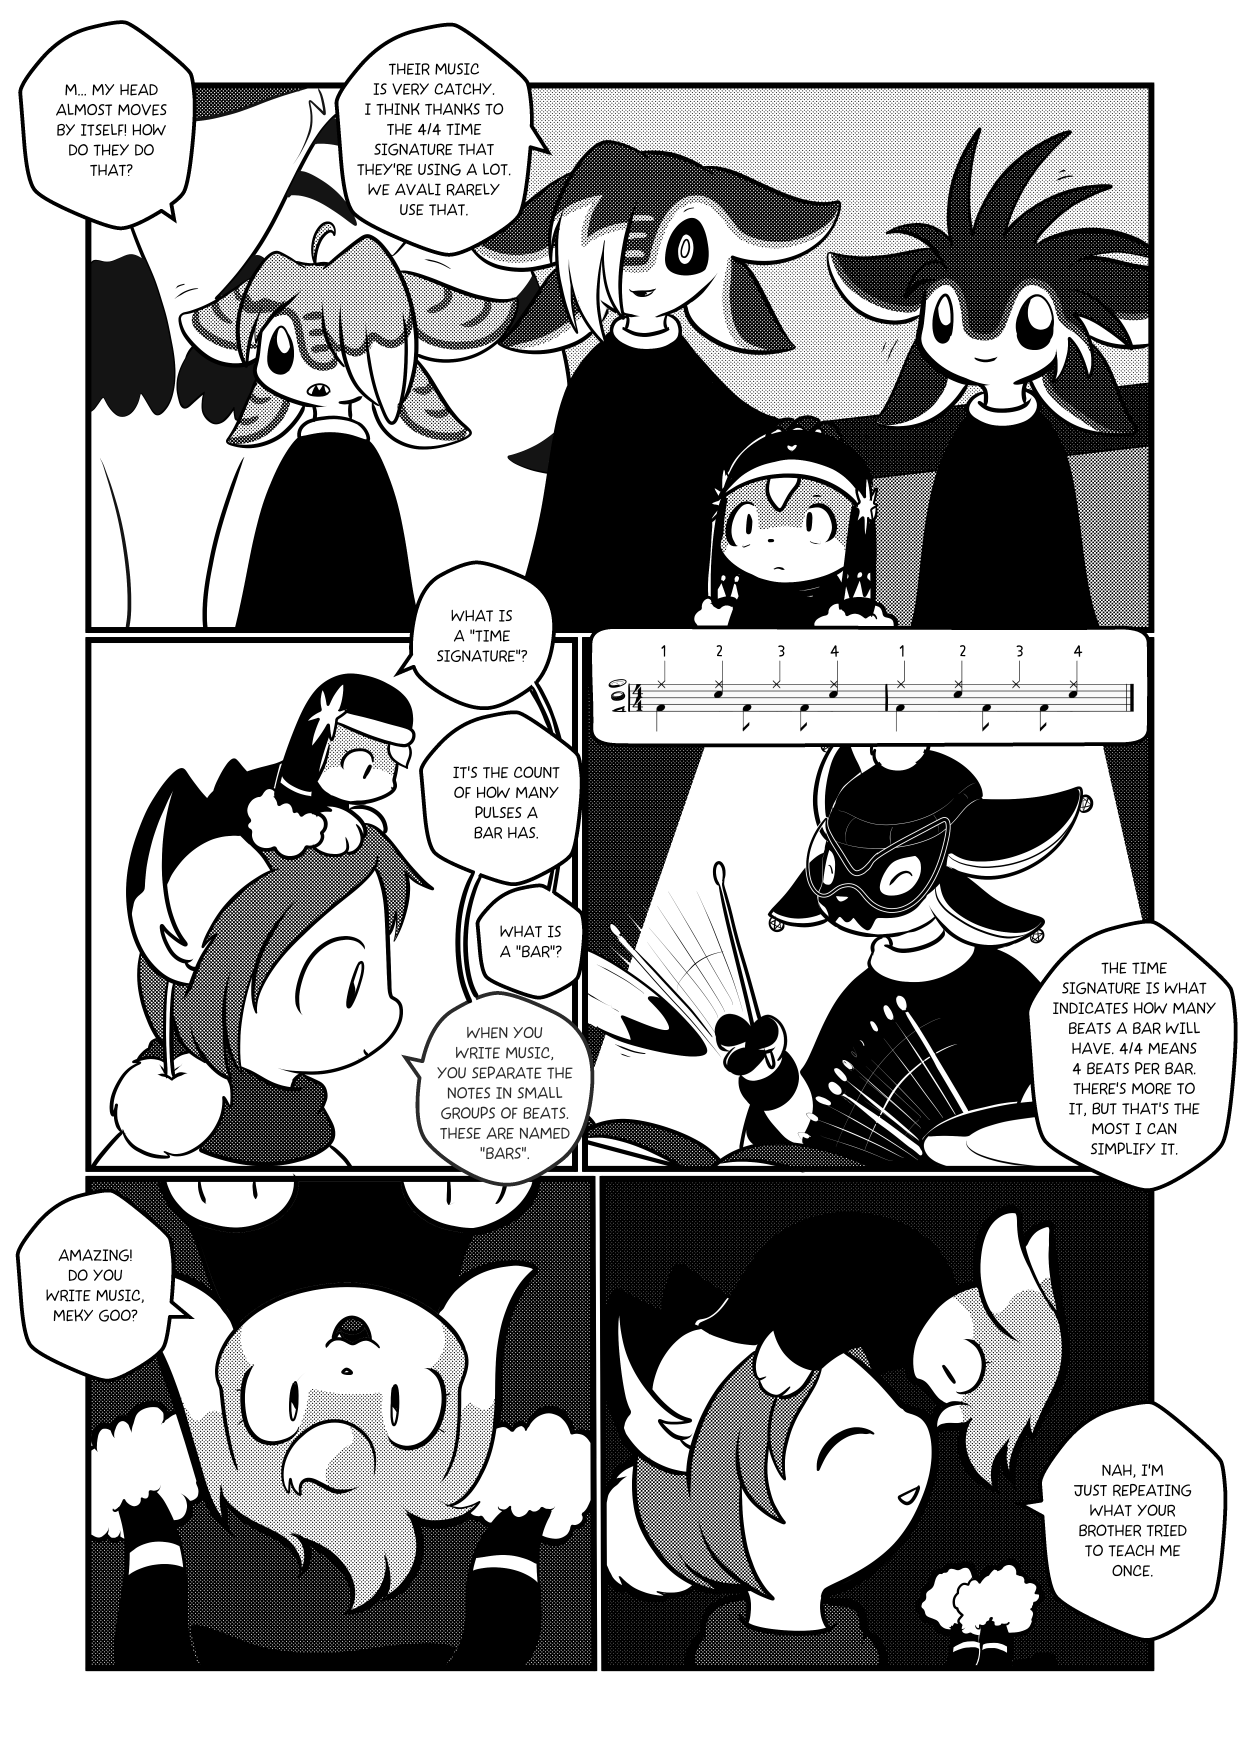 M... MY HEAD
ALMOST MOVES
BY ITSELF! HOW
DO THEY DO
THAT?
THEIR MUSIC
IS VERY CATCHY.
I THINK THANKS TO
THE 4/4 TIME
SIGNATURE THAT
THEY'RE USING A LOT.
WE AVALI RARELY
USE THAT.
WHAT IS
A "TIME
SIGNATURE"?
IT'S THE COUNT
OF HOW MANY
PULSES A
BAR HAS.
WHAT IS
A "BAR"?
WHEN YOU
WRITE MUSIC,
YOU SEPARATE THE
NOTES IN SMALL
GROUPS OF BEATS.
THESE ARE NAMED
"BARS".
1 2 3 4 1 2 3 4
4
4
THE TIME
SIGNATURE IS WHAT
INDICATES HOW MANY
BEATS A BAR WILL
HAVE. 4/4 MEANS
4 BEATS PER BAR.
THERE'S MORE TO
IT, BUT THAT'S THE
MOST I CAN
SIMPLIFY IT.
AMAZING!
DO YOU
WRITE MUSIC,
MEKY GOO?
NAH, I'M
JUST REPEATING
WHAT YOUR
BROTHER TRIED
TO TEACH ME
ONCE.